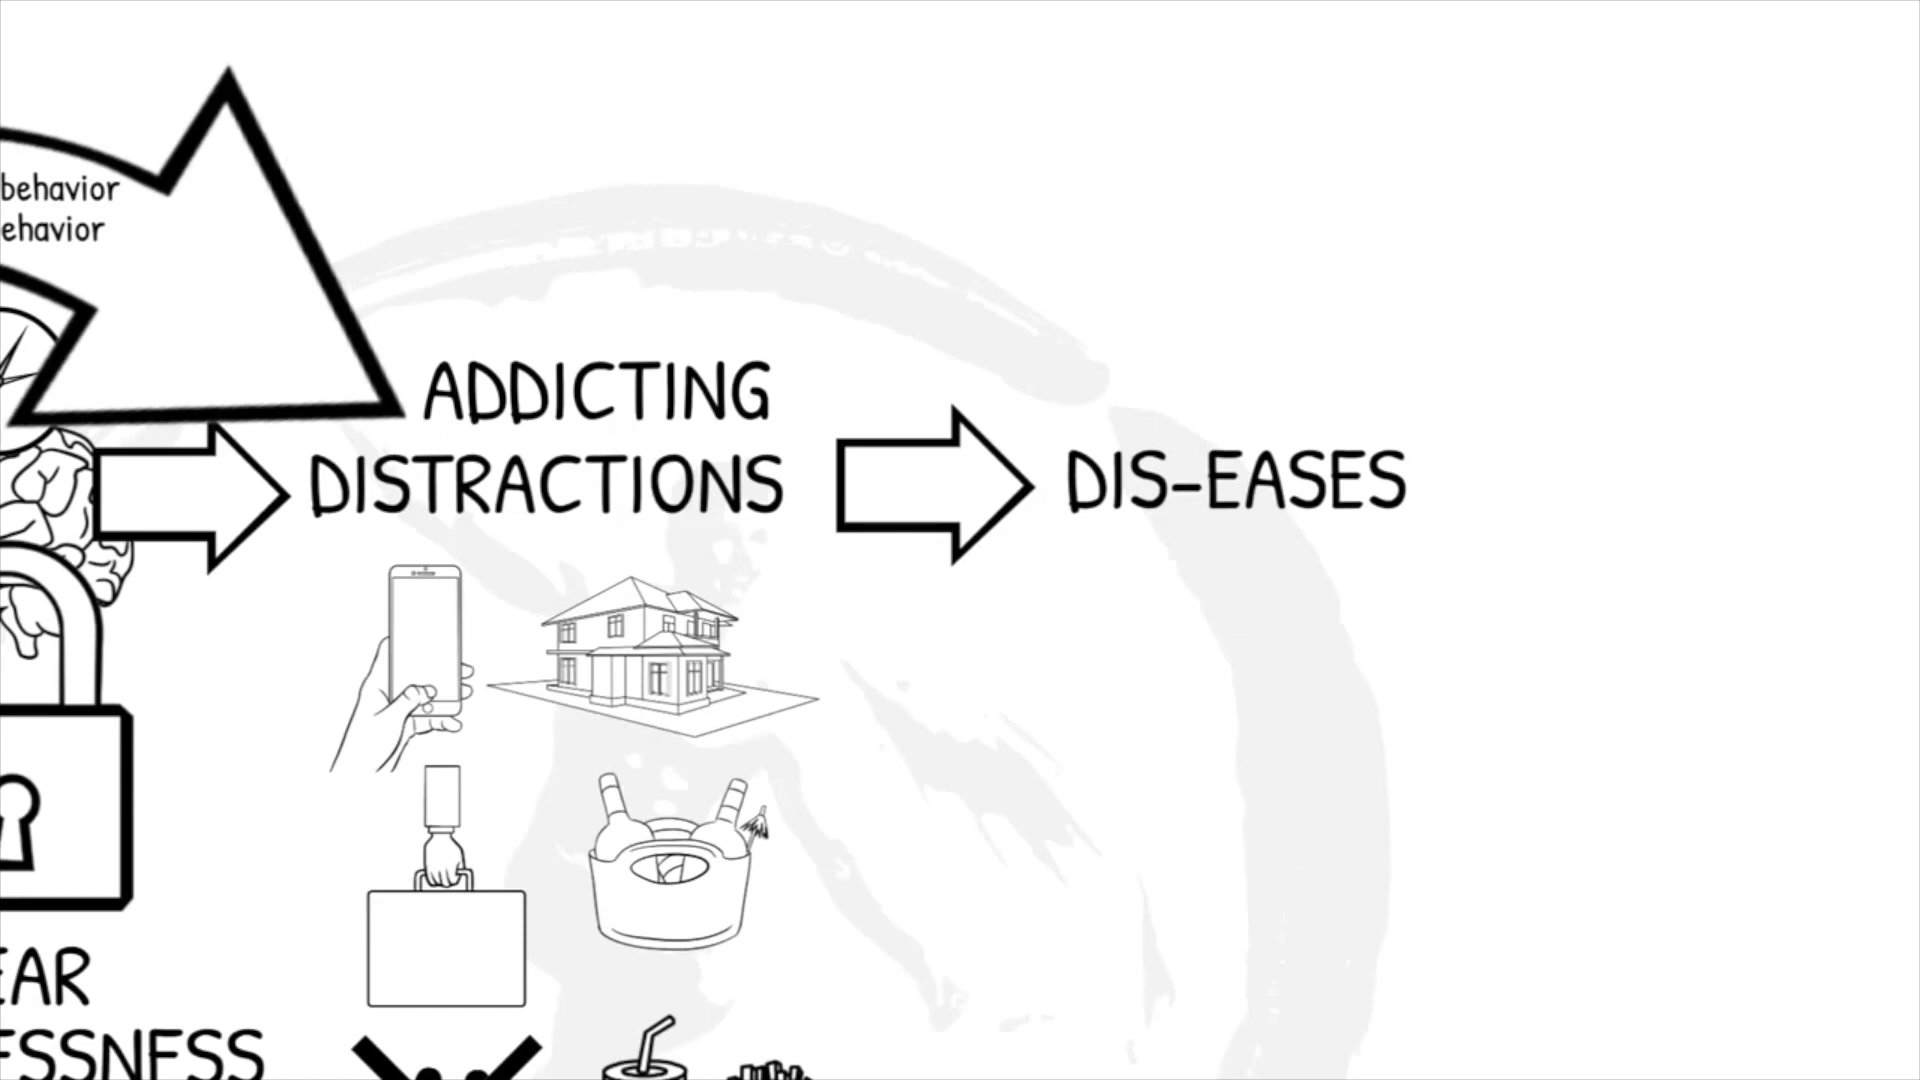 behavior
ehavior
ADDICTING
DISTRACTIONS
DIS-EASES
EAR
ESSNESS